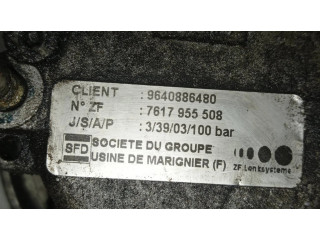 CLIENT : 9640886480
N° ZF : 7617 955 508
J/S/A/P : 3/39/03/100 bar
SFD SOCIETE DU GROUPE
USINE DE MARIGNIER (F)
ZF Lenksysteme